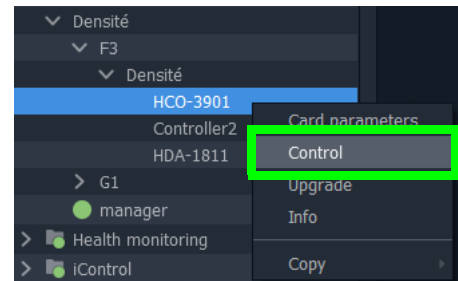 Densité
F3
Densité
HCO-3901
Controller2
HDA-1811
G1
manager
Health monitoring
iControl
Card parameters
Control
Upgrade
Info
Copy